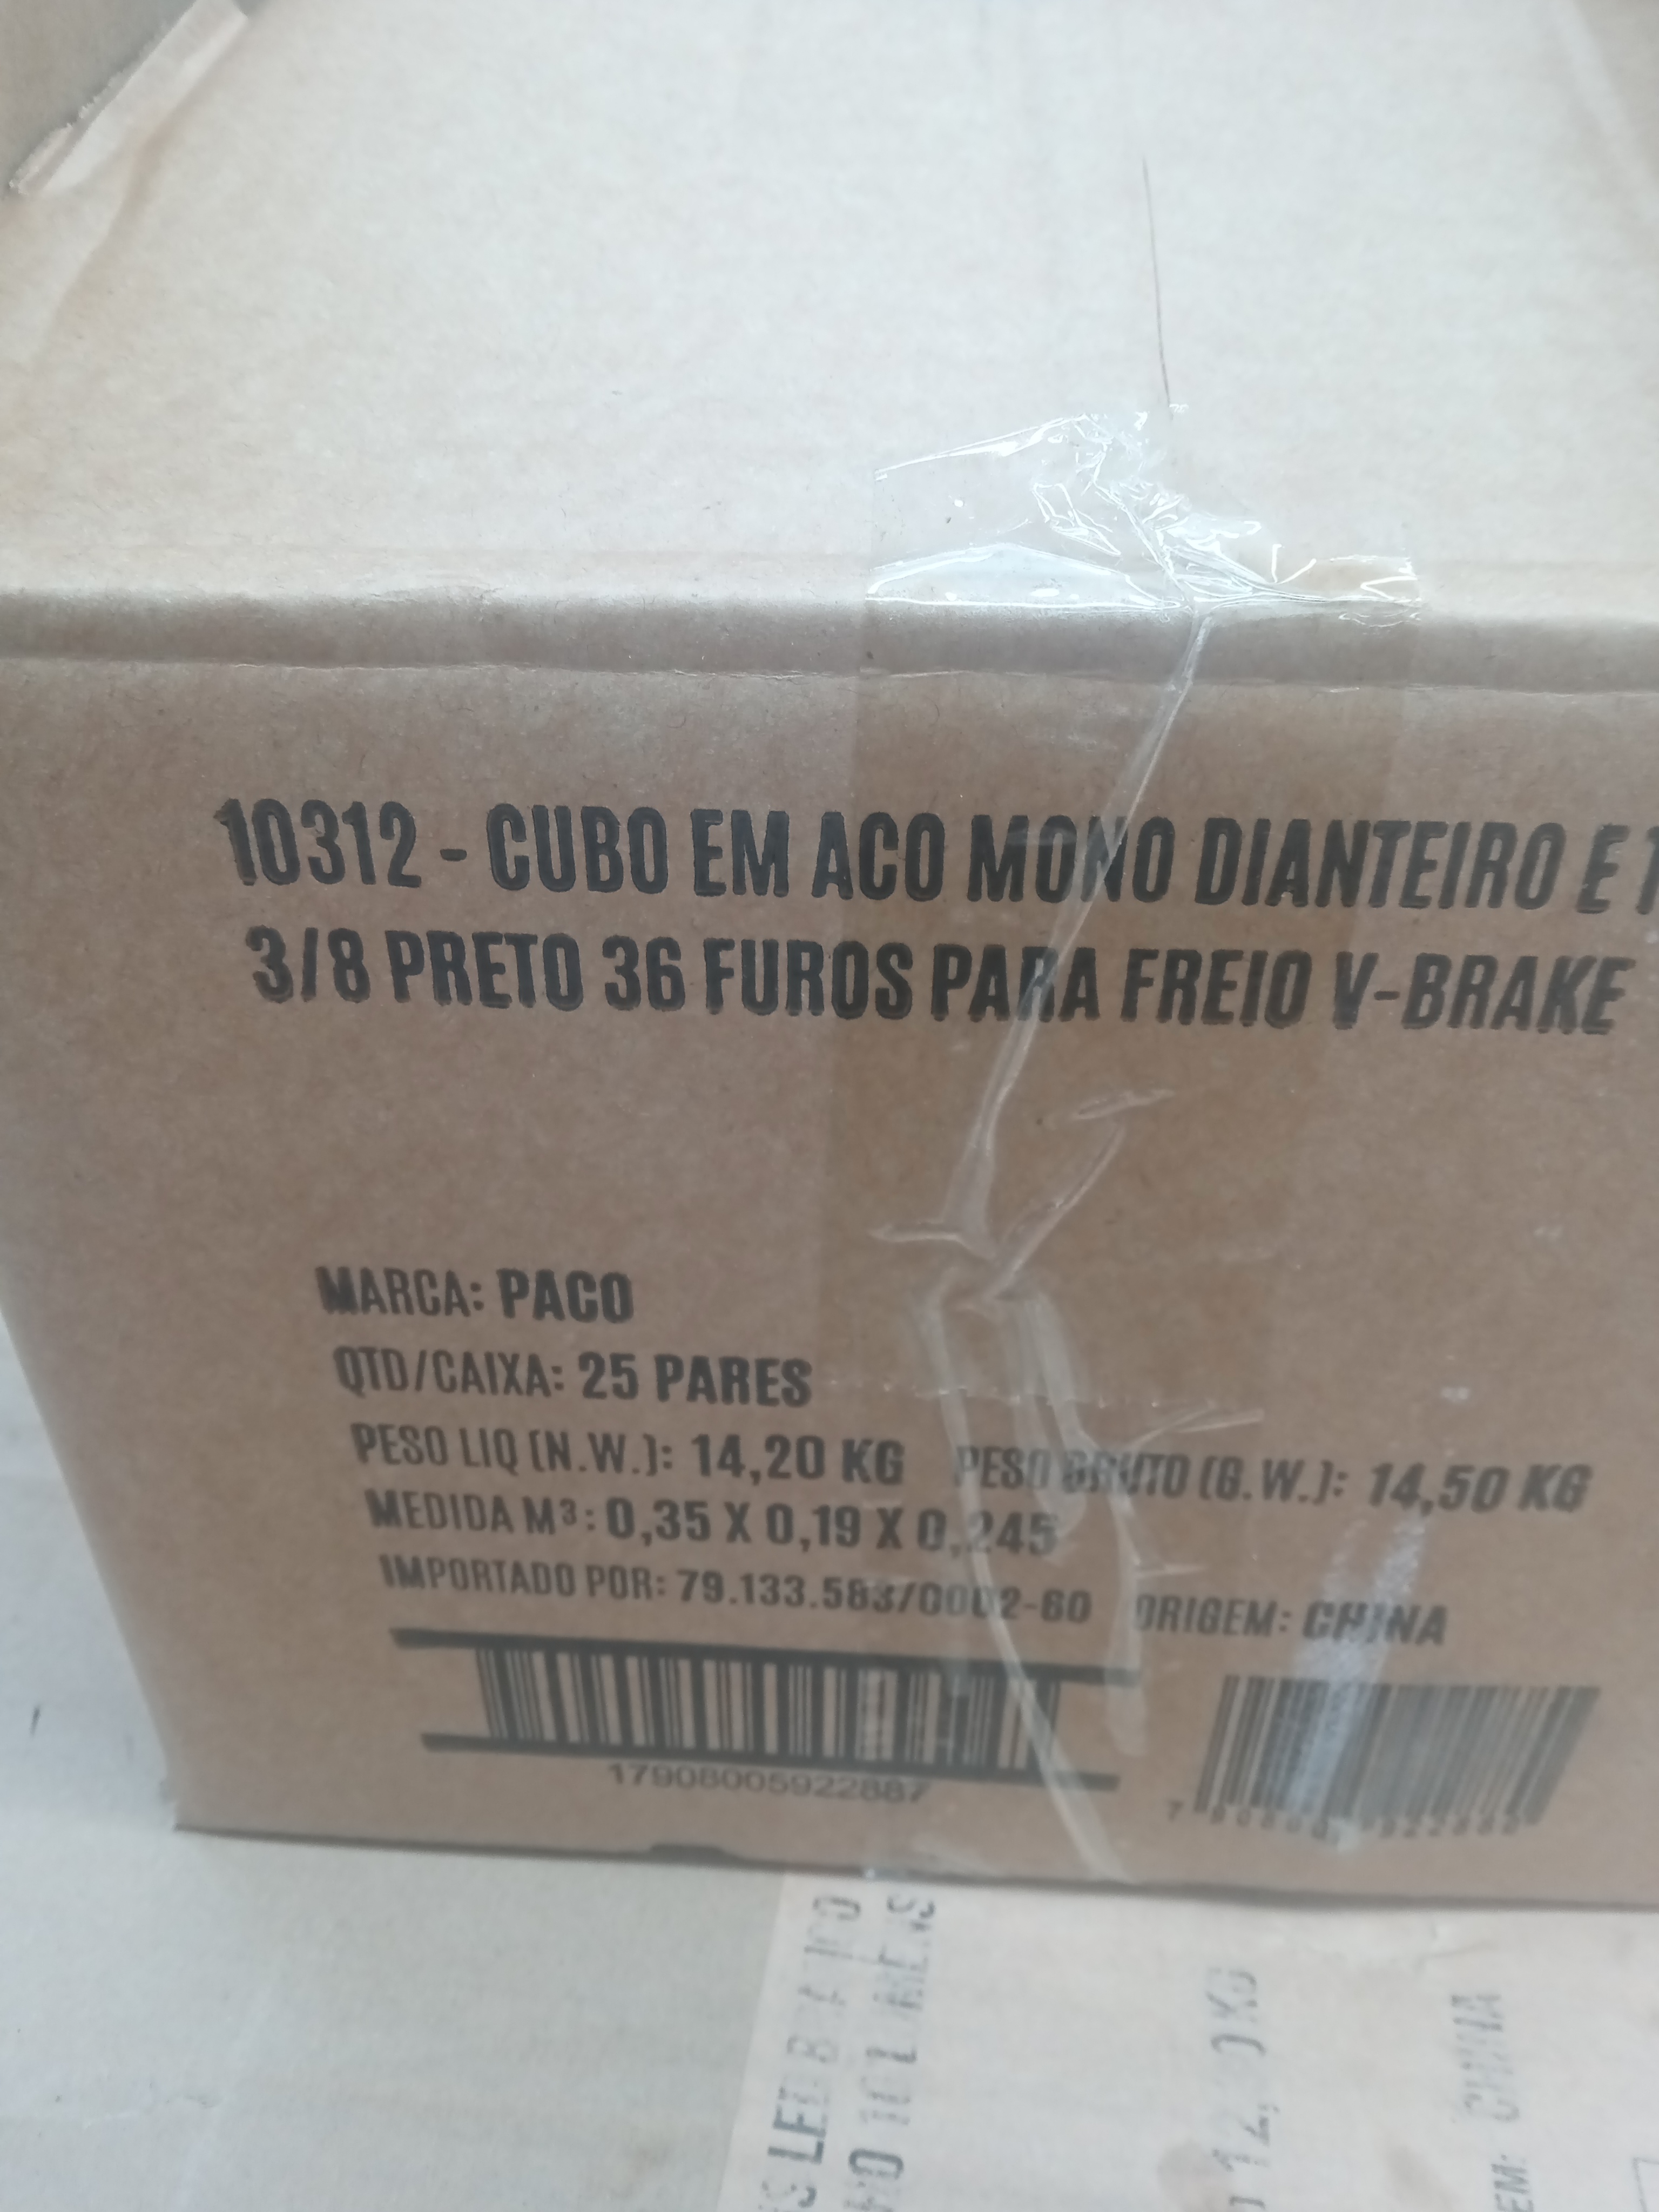 10312 - CUBO EM ACO MONO DIANTEIRO E
3/8 PRETO 36 FUROS PARA FREIO V-BRAKE
MARCA: PACO
QTD/CAIXA: 25 PARES
PESO LIQ (N.W.): 14,20 KG PESO BRUTO (G.W.): 14,50 KG
MEDIDA M³: 0,35 X 0,19 X 0,245
IMPORTADO POR: 79.133.583/0002-60 ORIGEM: CHINA
17908005922887
CHINA